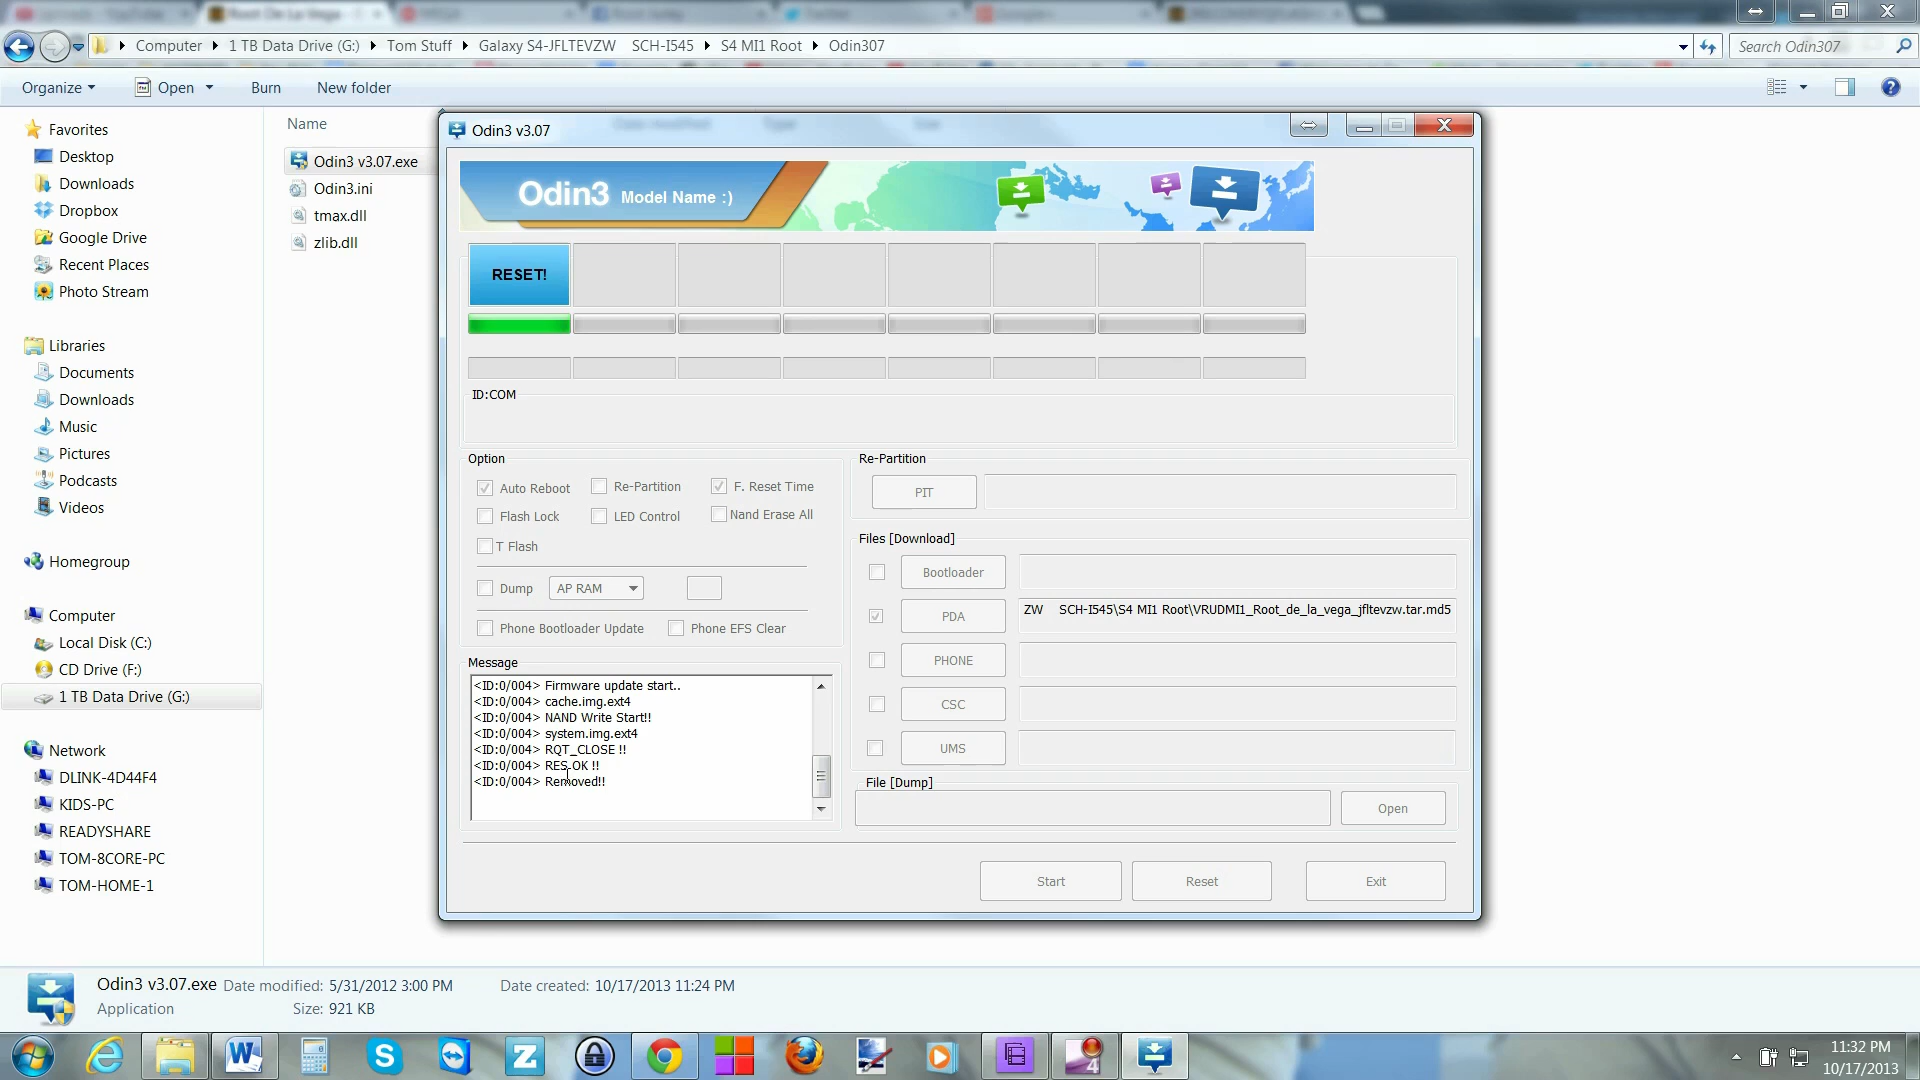 Root De La Vega
Computer 1 TB Data Drive (G:) Tom Stuff Galaxy S4-JFLTEVZW SCH-I545 S4 MI1 Root Odin307
Search Odin307
Organize Open Burn New folder
Favorites
Desktop
Downloads
Dropbox
Google Drive
Recent Places
Photo Stream
Libraries
Documents
Downloads
Music
Pictures
Podcasts
Videos
Homegroup
Computer
Local Disk (C:)
CD Drive (F:)
1 TB Data Drive (G:)
Network
DLINK-4D44F4
KIDS-PC
READYSHARE
TOM-8CORE-PC
TOM-HOME-1
Name
Odin3 v3.07.exe
Odin3.ini
tmax.dll
zlib.dll
Odin3 v3.07
Odin3 Model Name :)
RESET!
ID:COM
Option
Auto Reboot Re-Partition F. Reset Time
Flash Lock LED Control Nand Erase All
T Flash
Dump AP RAM
Phone Bootloader Update Phone EFS Clear
Message
<ID:0/004> Firmware update start..
<ID:0/004> cache.img.ext4
<ID:0/004> NAND Write Start!!
<ID:0/004> system.img.ext4
<ID:0/004> RQT_CLOSE !!
<ID:0/004> RES OK !!
<ID:0/004> Removed!!
Re-Partition
PIT
Files [Download]
Bootloader
PDA ZW SCH-I545\S4 MI1 Root\VRUDMI1_Root_de_la_vega_jfltevzw.tar.md5
PHONE
CSC
UMS
File [Dump]
Open
Start Reset Exit
Odin3 v3.07.exe Date modified: 5/31/2012 3:00 PM Date created: 10/17/2013 11:24 PM
Application Size: 921 KB
11:32 PM
10/17/2013